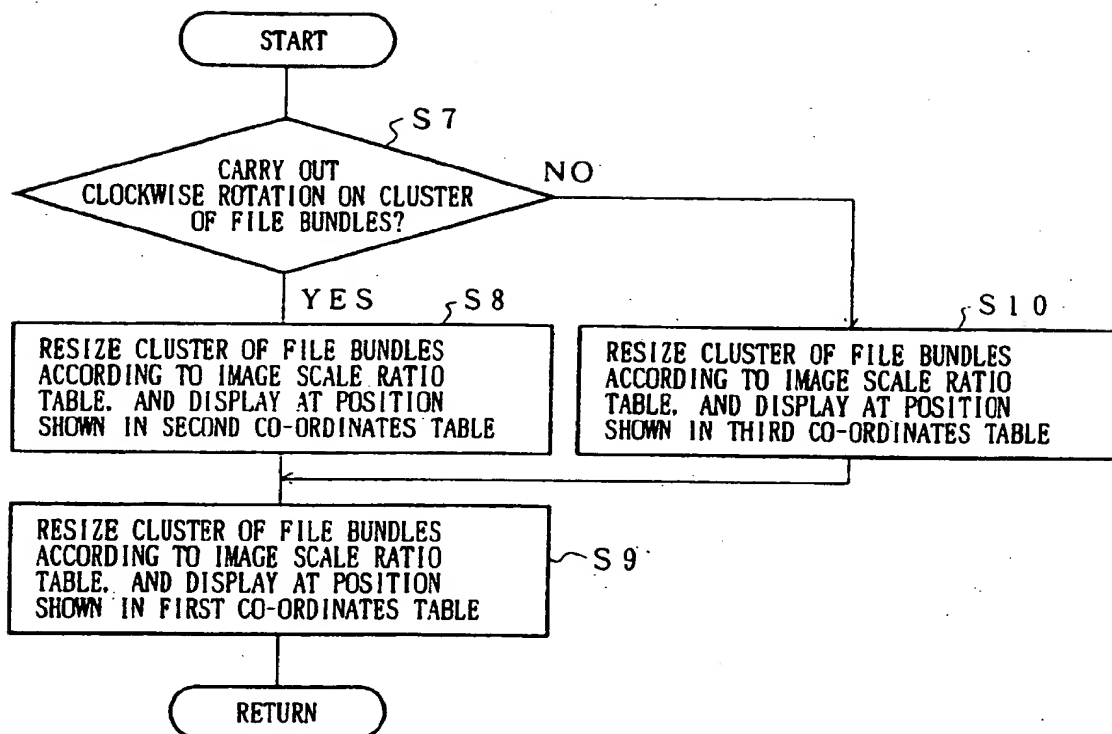 START
S7
CARRY OUT
CLOCKWISE ROTATION ON CLUSTER
OF FILE BUNDLES?
NO
YES
S8
RESIZE CLUSTER OF FILE BUNDLES
ACCORDING TO IMAGE SCALE RATIO
TABLE. AND DISPLAY AT POSITION
SHOWN IN SECOND CO-ORDINATES TABLE
S10
RESIZE CLUSTER OF FILE BUNDLES
ACCORDING TO IMAGE SCALE RATIO
TABLE. AND DISPLAY AT POSITION
SHOWN IN THIRD CO-ORDINATES TABLE
RESIZE CLUSTER OF FILE BUNDLES
ACCORDING TO IMAGE SCALE RATIO
TABLE. AND DISPLAY AT POSITION
SHOWN IN FIRST CO-ORDINATES TABLE
S9
RETURN